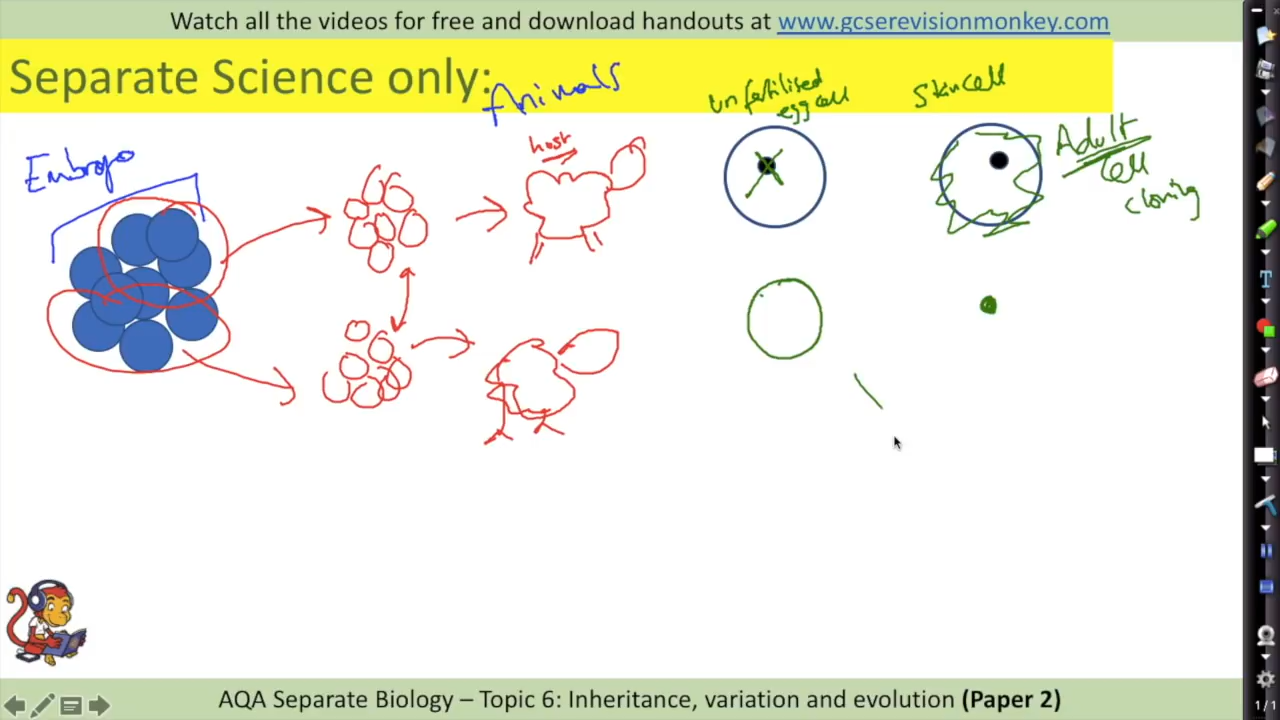 Watch all the videos for free and download handouts at www.gcserevisionmonkey.com
Separate Science only:
Animals
Embryo
host
unfertilised
egg cell
Skin cell
Adult
Cell
cloning
T
AQA Separate Biology – Topic 6: Inheritance, variation and evolution (Paper 2)
1/1